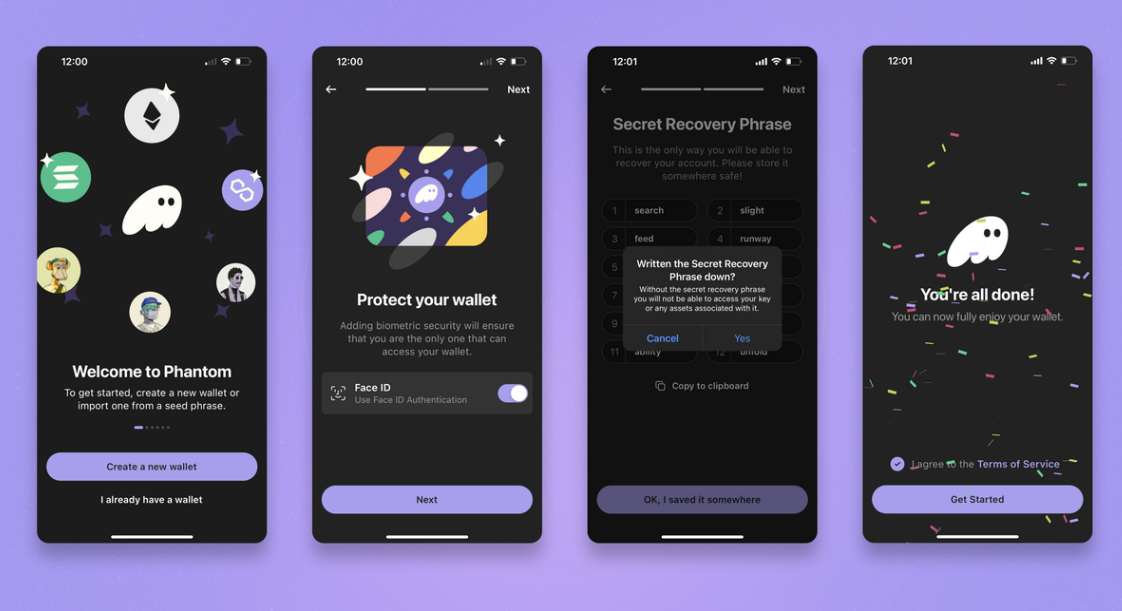 12:00
Welcome to Phantom
To get started, create a new wallet or
import one from a seed phrase.
Create a new wallet
I already have a wallet
12:00
Next
Protect your wallet
Adding biometric security will ensure
that you are the only one that can
access your wallet.
Face ID
Use Face ID Authentication
Next
12:01
Next
Secret Recovery Phrase
This is the only way you will be able to
recover your account. Please store it
somewhere safe!
1 search 2 slight
3 feed 4 runway
5
7
9
11 ability 12 unfold
Written the Secret Recovery
Phrase down?
Without the secret recovery phrase
you will not be able to access your key
or any assets associated with it.
Cancel Yes
Copy to clipboard
OK, I saved it somewhere
12:01
You're all done!
You can now fully enjoy your wallet.
I agree to the Terms of Service
Get Started